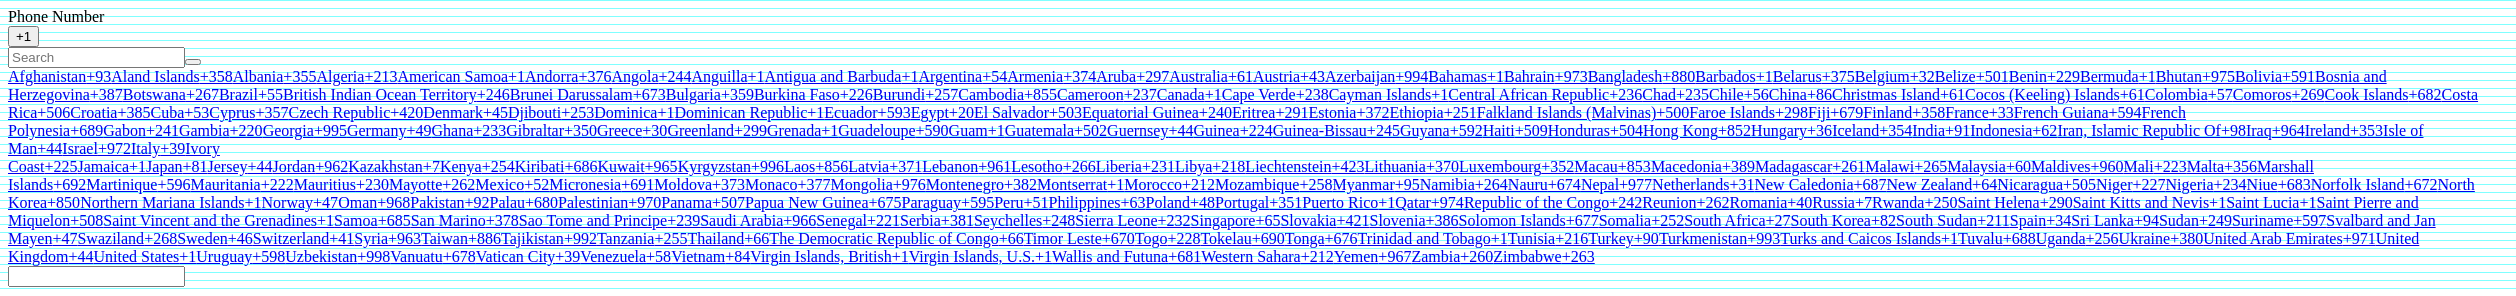 Phone Number
+1
Search
Afghanistan+93Aland Islands+358Albania+355Algeria+213American Samoa+1Andorra+376Angola+244Anguilla+1Antigua and Barbuda+1Argentina+54Armenia+374Aruba+297Australia+61Austria+43Azerbaijan+994Bahamas+1Bahrain+973Bangladesh+880Barbados+1Belarus+375Belgium+32Belize+501Benin+229Bermuda+1Bhutan+975Bolivia+591Bosnia and
Herzegovina+387Botswana+267Brazil+55British Indian Ocean Territory+246Brunei Darussalam+673Bulgaria+359Burkina Faso+226Burundi+257Cambodia+855Cameroon+237Canada+1Cape Verde+238Cayman Islands+1Central African Republic+236Chad+235Chile+56China+86Christmas Island+61Cocos (Keeling) Islands+61Colombia+57Comoros+269Cook Islands+682Costa
Rica+506Croatia+385Cuba+53Cyprus+357Czech Republic+420Denmark+45Djibouti+253Dominica+1Dominican Republic+1Ecuador+593Egypt+20El Salvador+503Equatorial Guinea+240Eritrea+291Estonia+372Ethiopia+251Falkland Islands (Malvinas)+500Faroe Islands+298Fiji+679Finland+358France+33French Guiana+594French
Polynesia+689Gabon+241Gambia+220Georgia+995Germany+49Ghana+233Gibraltar+350Greece+30Greenland+299Grenada+1Guadeloupe+590Guam+1Guatemala+502Guernsey+44Guinea+224Guinea-Bissau+245Guyana+592Haiti+509Honduras+504Hong Kong+852Hungary+36Iceland+354India+91Indonesia+62Iran, Islamic Republic Of+98Iraq+964Ireland+353Isle of
Man+44Israel+972Italy+39Ivory
Coast+225Jamaica+1Japan+81Jersey+44Jordan+962Kazakhstan+7Kenya+254Kiribati+686Kuwait+965Kyrgyzstan+996Laos+856Latvia+371Lebanon+961Lesotho+266Liberia+231Libya+218Liechtenstein+423Lithuania+370Luxembourg+352Macau+853Macedonia+389Madagascar+261Malawi+265Malaysia+60Maldives+960Mali+223Malta+356Marshall
Islands+692Martinique+596Mauritania+222Mauritius+230Mayotte+262Mexico+52Micronesia+691Moldova+373Monaco+377Mongolia+976Montenegro+382Montserrat+1Morocco+212Mozambique+258Myanmar+95Namibia+264Nauru+674Nepal+977Netherlands+31New Caledonia+687New Zealand+64Nicaragua+505Niger+227Nigeria+234Niue+683Norfolk Island+672North
Korea+850Northern Mariana Islands+1Norway+47Oman+968Pakistan+92Palau+680Palestinian+970Panama+507Papua New Guinea+675Paraguay+595Peru+51Philippines+63Poland+48Portugal+351Puerto Rico+1Qatar+974Republic of the Congo+242Reunion+262Romania+40Russia+7Rwanda+250Saint Helena+290Saint Kitts and Nevis+1Saint Lucia+1Saint Pierre and
Miquelon+508Saint Vincent and the Grenadines+1Samoa+685San Marino+378Sao Tome and Principe+239Saudi Arabia+966Senegal+221Serbia+381Seychelles+248Sierra Leone+232Singapore+65Slovakia+421Slovenia+386Solomon Islands+677Somalia+252South Africa+27South Korea+82South Sudan+211Spain+34Sri Lanka+94Sudan+249Suriname+597Svalbard and Jan
Mayen+47Swaziland+268Sweden+46Switzerland+41Syria+963Taiwan+886Tajikistan+992Tanzania+255Thailand+66The Democratic Republic of Congo+66Timor Leste+670Togo+228Tokelau+690Tonga+676Trinidad and Tobago+1Tunisia+216Turkey+90Turkmenistan+993Turks and Caicos Islands+1Tuvalu+688Uganda+256Ukraine+380United Arab Emirates+971United
Kingdom+44United States+1Uruguay+598Uzbekistan+998Vanuatu+678Vatican City+39Venezuela+58Vietnam+84Virgin Islands, British+1Virgin Islands, U.S.+1Wallis and Futuna+681Western Sahara+212Yemen+967Zambia+260Zimbabwe+263